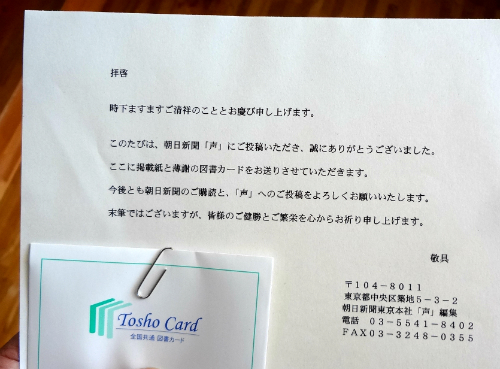 拝啓
時下ますますご清祥のこととお慶び申し上げます。
このたびは、朝日新聞「声」にご投稿いただき、誠にありがとうございました。
ここに掲載紙と薄謝の図書カードをお送りさせていただきます。
今後とも朝日新聞のご購読と、「声」へのご投稿をよろしくお願いいたします。
末筆ではございますが、皆様のご健勝とご繁栄を心からお祈り申し上げます。
敬具
〒104-8011
東京都中央区築地5-3-2
朝日新聞東京本社「声」編集
電話 03-5541-8402
FAX03-3248-0355
Tosho Card
全国共通 図書カード